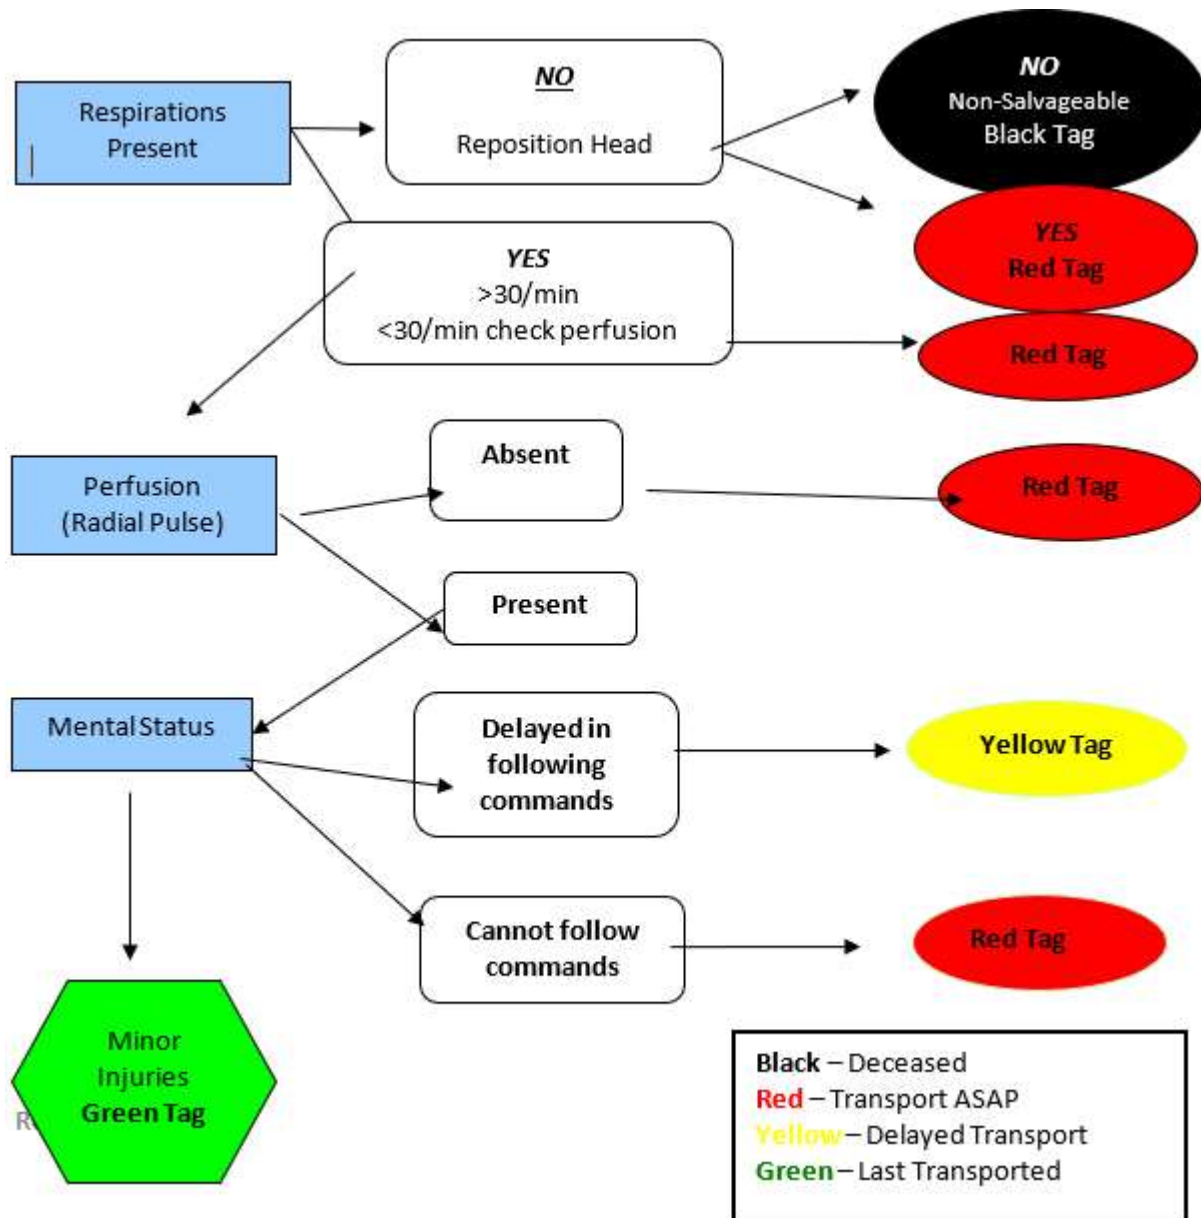 Respirations
Present
NO
Reposition Head
NO
Non-Salvageable
Black Tag
YES
Red Tag
YES
>30/min
<30/min check perfusion
Red Tag
Perfusion
(Radial Pulse)
Absent
Red Tag
Present
Mental Status
Delayed in
following
commands
Yellow Tag
Cannot follow
commands
Red Tag
Minor
Injuries
Green Tag
Black – Deceased
Red – Transport ASAP
Yellow – Delayed Transport
Green – Last Transported